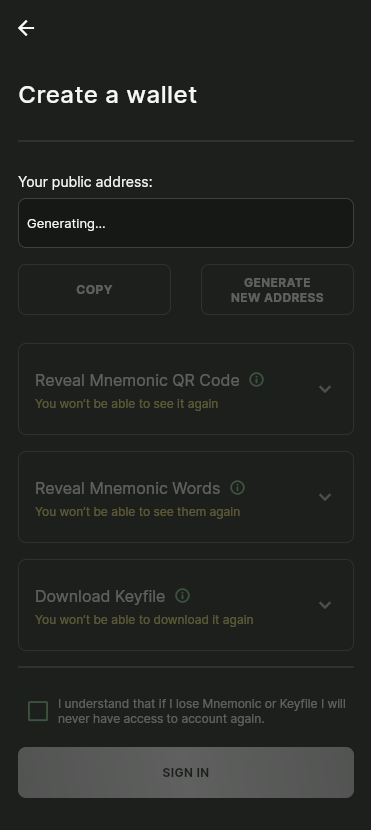 Create a wallet
Your public address:
Generating...
COPY
GENERATE
NEW ADDRESS
Reveal Mnemonic QR Code
You won't be able to see it again
Reveal Mnemonic Words
You won't be able to see them again
Download Keyfile
You won't be able to download it again
I understand that if I lose Mnemonic or Keyfile I will
never have access to account again.
SIGN IN